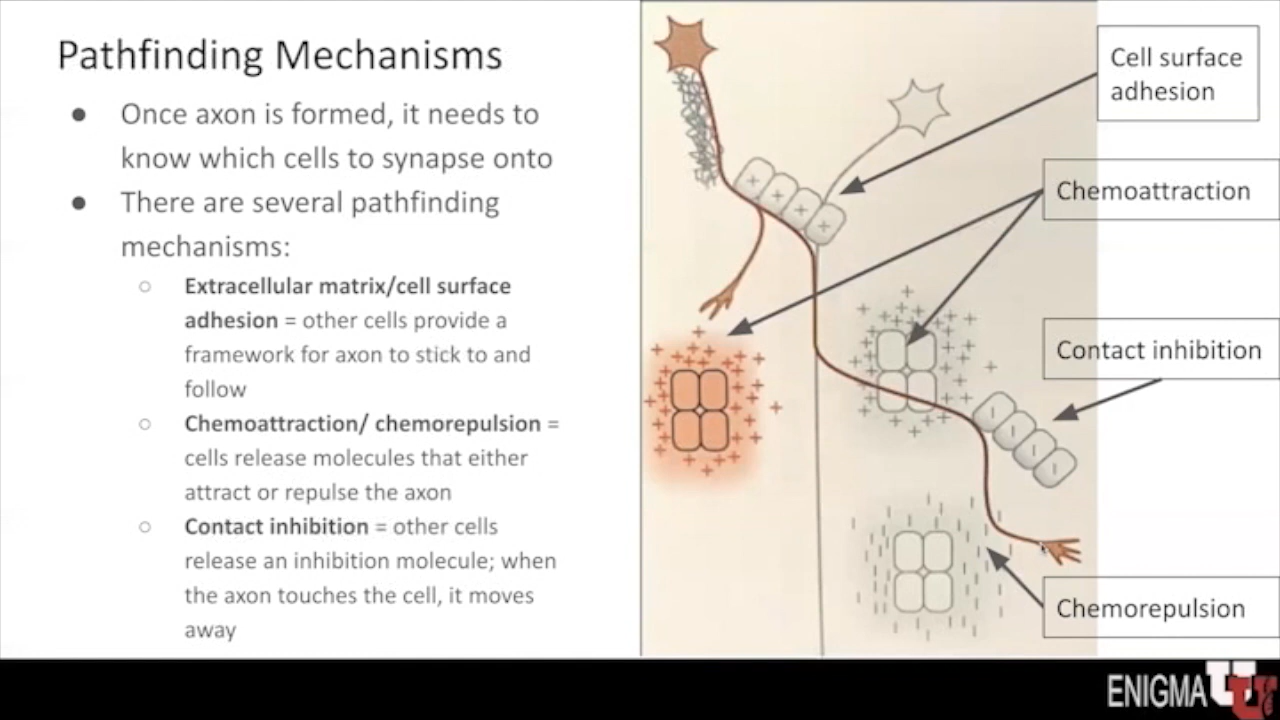 Pathfinding Mechanisms
● Once axon is formed, it needs to
know which cells to synapse onto
● There are several pathfinding
mechanisms:
○ Extracellular matrix/cell surface
adhesion = other cells provide a
framework for axon to stick to and
follow
○ Chemoattraction/ chemorepulsion =
cells release molecules that either
attract or repulse the axon
○ Contact inhibition = other cells
release an inhibition molecule; when
the axon touches the cell, it moves
away
Cell surface
adhesion
Chemoattraction
Contact inhibition
Chemorepulsion
ENIGMA U